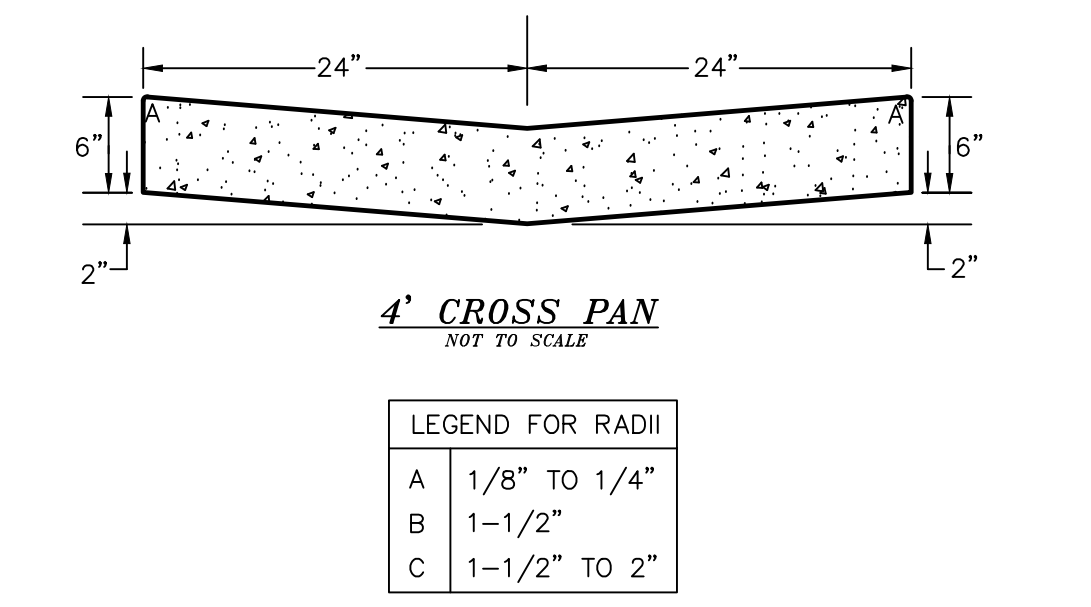 24” 24”
A A
6” 6”
2” 2”
4’ CROSS PAN
NOT TO SCALE
LEGEND FOR RADII
A 1/8” TO 1/4”
B 1-1/2”
C 1-1/2” TO 2”